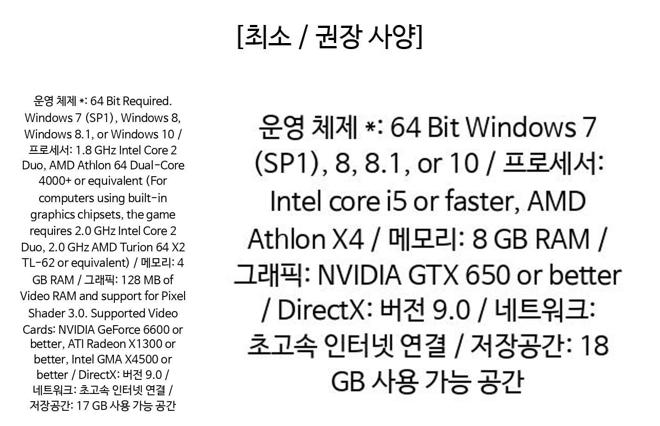 [최소 / 권장 사양]
운영 체제 *: 64 Bit Required.
Windows 7 (SP1), Windows 8,
Windows 8.1, or Windows 10 /
프로세서: 1.8 GHz Intel Core 2
Duo, AMD Athlon 64 Dual-Core
4000+ or equivalent (For
computers using built-in
graphics chipsets, the game
requires 2.0 GHz Intel Core 2
Duo, 2.0 GHz AMD Turion 64 X2
TL-62 or equivalent) / 메모리: 4
GB RAM / 그래픽: 128 MB of
Video RAM and support for Pixel
Shader 3.0. Supported Video
Cards: NVIDIA GeForce 6600 or
better, ATI Radeon X1300 or
better, Intel GMA X4500 or
better / DirectX: 버전 9.0 /
네트워크: 초고속 인터넷 연결 /
저장공간: 17 GB 사용 가능 공간
운영 체제 *: 64 Bit Windows 7
(SP1), 8, 8.1, or 10 / 프로세서:
Intel core i5 or faster, AMD
Athlon X4 / 메모리: 8 GB RAM /
그래픽: NVIDIA GTX 650 or better
/ DirectX: 버전 9.0 / 네트워크:
초고속 인터넷 연결 / 저장공간: 18
GB 사용 가능 공간